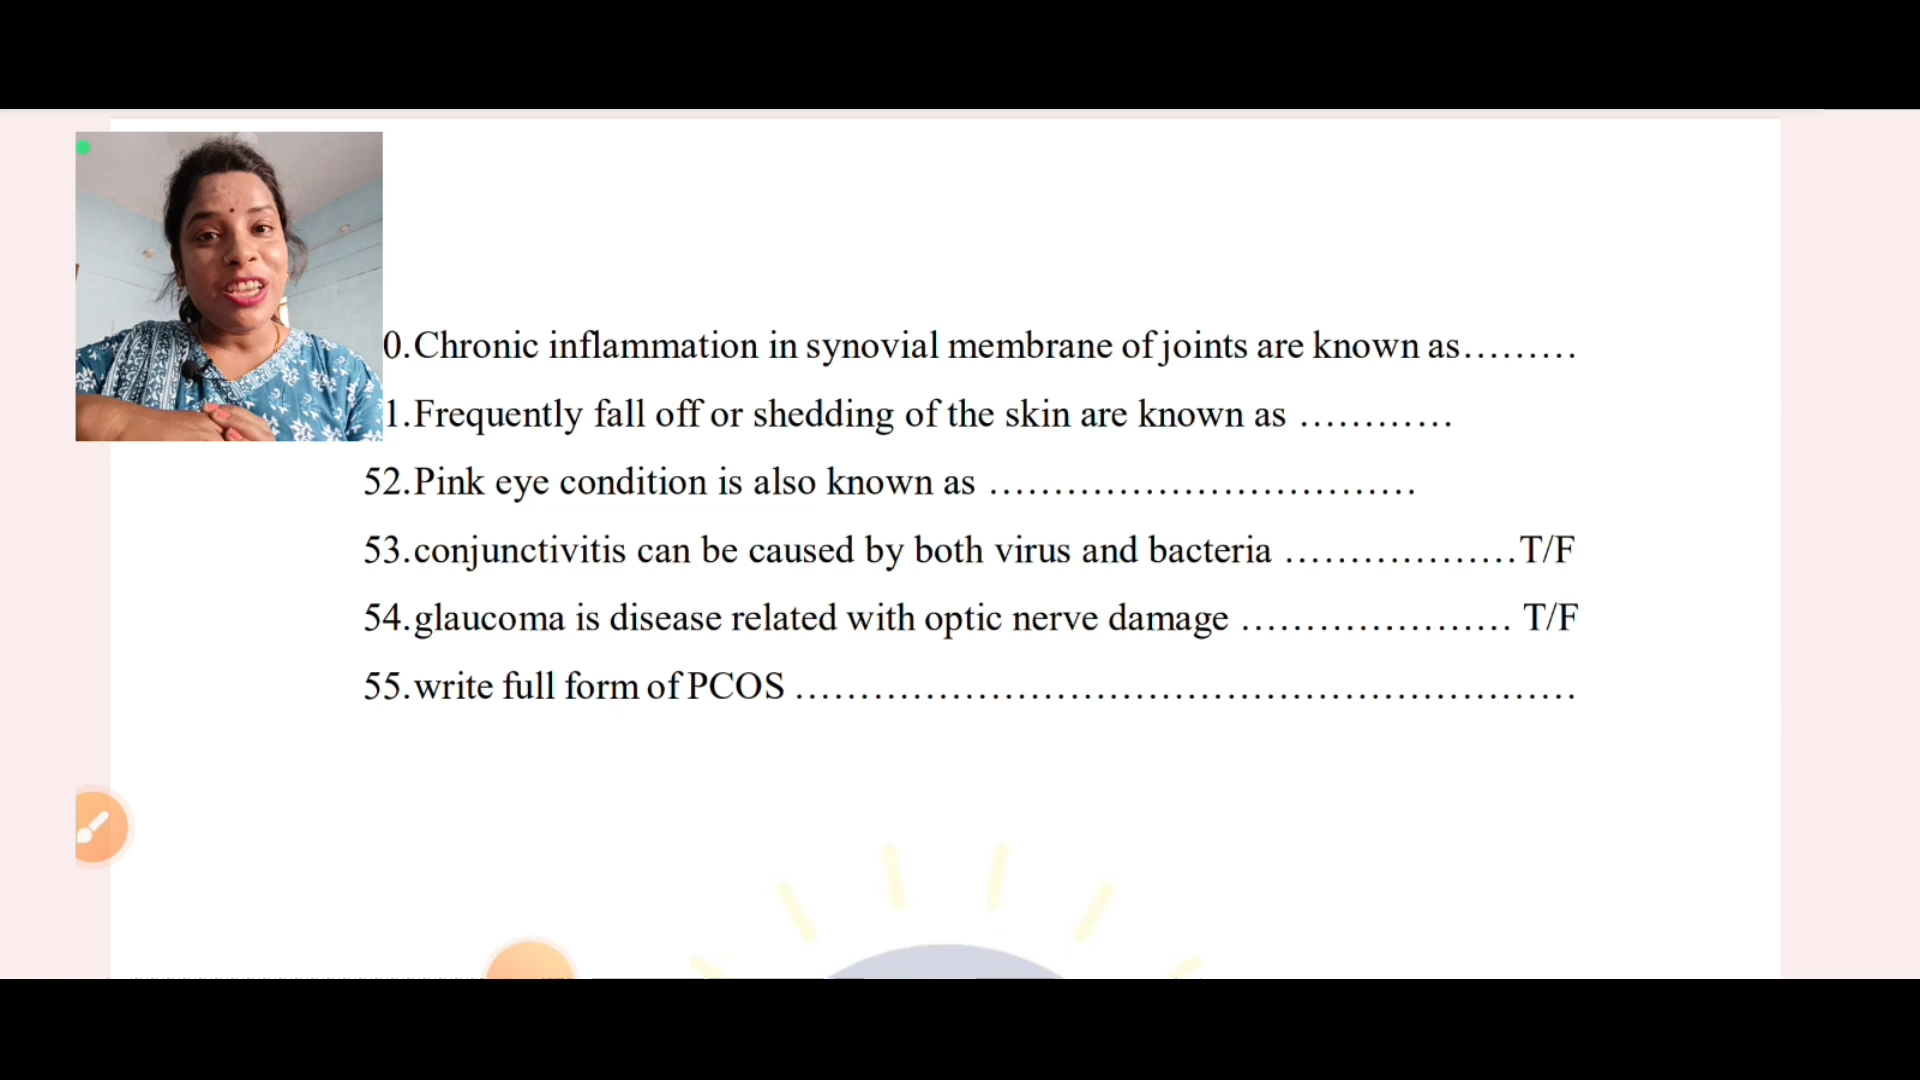 0.Chronic inflammation in synovial membrane of joints are known as………
1.Frequently fall off or shedding of the skin are known as …………
52.Pink eye condition is also known as ……………………………
53.conjunctivitis can be caused by both virus and bacteria ………………T/F
54.glaucoma is disease related with optic nerve damage ………………… T/F
55.write full form of PCOS ……………………………………………………